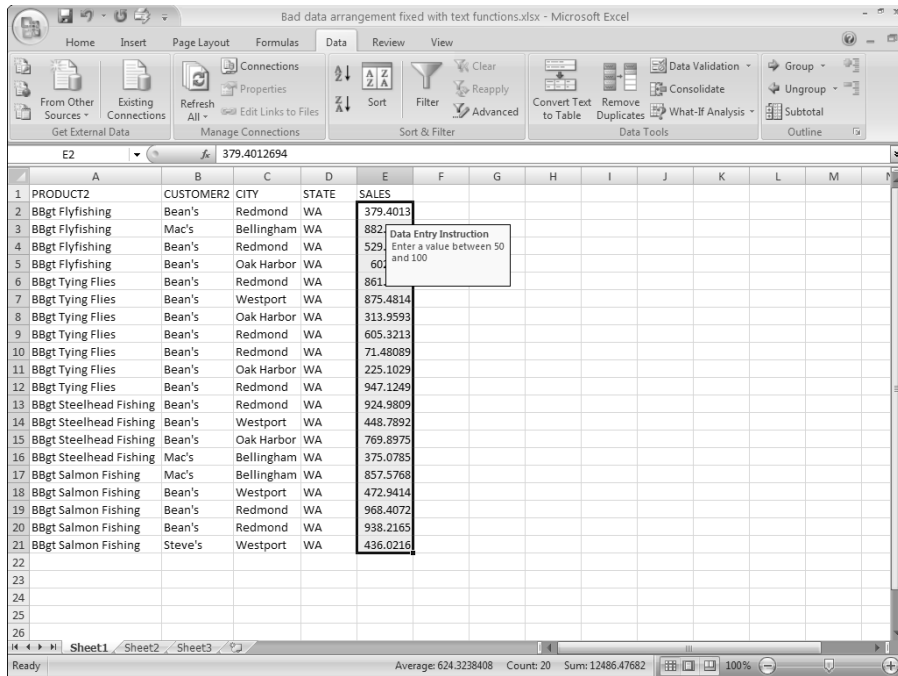 Bad data arrangement fixed with text functions.xlsx - Microsoft Excel
Home Insert Page Layout Formulas Data Review View
From Other Sources
Existing Connections
Get External Data
Refresh All
Connections
Properties
Edit Links to Files
Manage Connections
Sort
Filter
Clear
Reapply
Advanced
Sort & Filter
Convert Text to Table
Remove Duplicates
Data Validation
Consolidate
What-If Analysis
Data Tools
Group
Ungroup
Subtotal
Outline
E2 fx 379.4012694
A B C D E F G H I J K L M N
1 PRODUCT2 CUSTOMER2 CITY STATE SALES
2 BBgt Flyfishing Bean's Redmond WA 379.4013
3 BBgt Flyfishing Mac's Bellingham WA 882.
4 BBgt Flyfishing Bean's Redmond WA 529.
5 BBgt Flyfishing Bean's Oak Harbor WA 602
Data Entry Instruction
Enter a value between 50
and 100
6 BBgt Tying Flies Bean's Redmond WA 861.
7 BBgt Tying Flies Bean's Westport WA 875.4814
8 BBgt Tying Flies Bean's Oak Harbor WA 313.9593
9 BBgt Tying Flies Bean's Redmond WA 605.3213
10 BBgt Tying Flies Bean's Redmond WA 71.48089
11 BBgt Tying Flies Bean's Oak Harbor WA 225.1029
12 BBgt Tying Flies Bean's Redmond WA 947.1249
13 BBgt Steelhead Fishing Bean's Redmond WA 924.9809
14 BBgt Steelhead Fishing Bean's Westport WA 448.7892
15 BBgt Steelhead Fishing Bean's Oak Harbor WA 769.8975
16 BBgt Steelhead Fishing Mac's Bellingham WA 375.0785
17 BBgt Salmon Fishing Mac's Bellingham WA 857.5768
18 BBgt Salmon Fishing Bean's Westport WA 472.9414
19 BBgt Salmon Fishing Bean's Redmond WA 968.4072
20 BBgt Salmon Fishing Bean's Redmond WA 938.2165
21 BBgt Salmon Fishing Steve's Westport WA 436.0216
22
23
24
25
26
Sheet1 Sheet2 Sheet3
Ready Average: 624.3238408 Count: 20 Sum: 12486.47682 100%